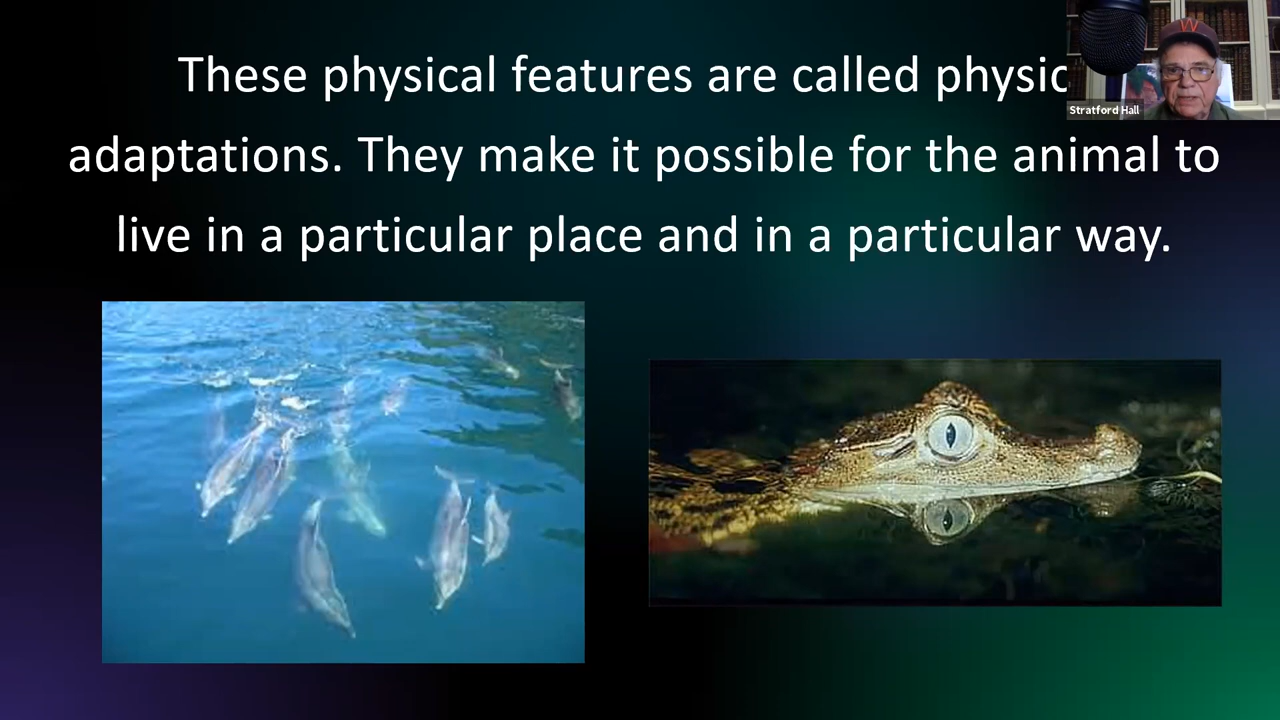 These physical features are called physic
adaptations. They make it possible for the animal to
live in a particular place and in a particular way.
Stratford Hall
W